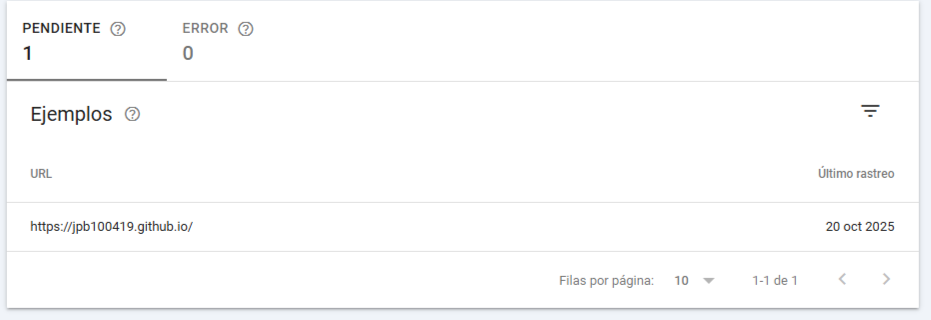 PENDIENTE ERROR
1 0
Ejemplos
URL Último rastreo
https://jpb100419.github.io/ 20 oct 2025
Filas por página: 10 1-1 de 1